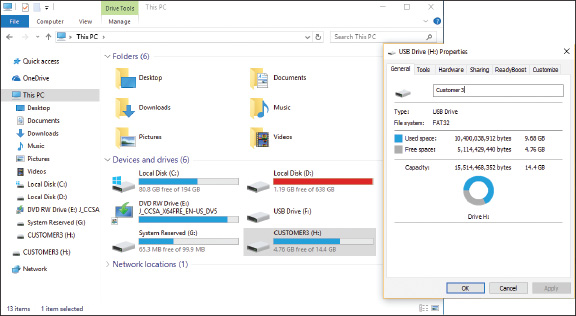 Drive Tools
This PC
File
Computer
View
Manage
This PC
Search This PC
Quick access
OneDrive
This PC
Desktop
Documents
Downloads
Music
Pictures
Videos
Local Disk (C:)
Local Disk (D:)
DVD RW Drive (E:) J_CCSA
System Reserved (G:)
CUSTOMER3 (H:)
CUSTOMER3 (H:)
Network
Folders (6)
Desktop
Documents
Downloads
Music
Pictures
Videos
Devices and drives (6)
Local Disk (C:)
80.8 GB free of 194 GB
Local Disk (D:)
1.19 GB free of 638 GB
DVD RW Drive (E:)
J_CCSA_X64FRE_EN-US_DV5
USB Drive (F:)
System Reserved (G:)
65.3 MB free of 99.9 MB
CUSTOMER3 (H:)
4.76 GB free of 14.4 GB
Network locations (1)
13 items
1 item selected
USB Drive (H:) Properties
General
Tools
Hardware
Sharing
ReadyBoost
Customize
Customer 3
Type:
USB Drive
File system:
FAT32
Used space:
10,400,038,912 bytes
9.68 GB
Free space:
5,114,429,440 bytes
4.76 GB
Capacity:
15,514,468,352 bytes
14.4 GB
Drive H:
OK
Cancel
Apply